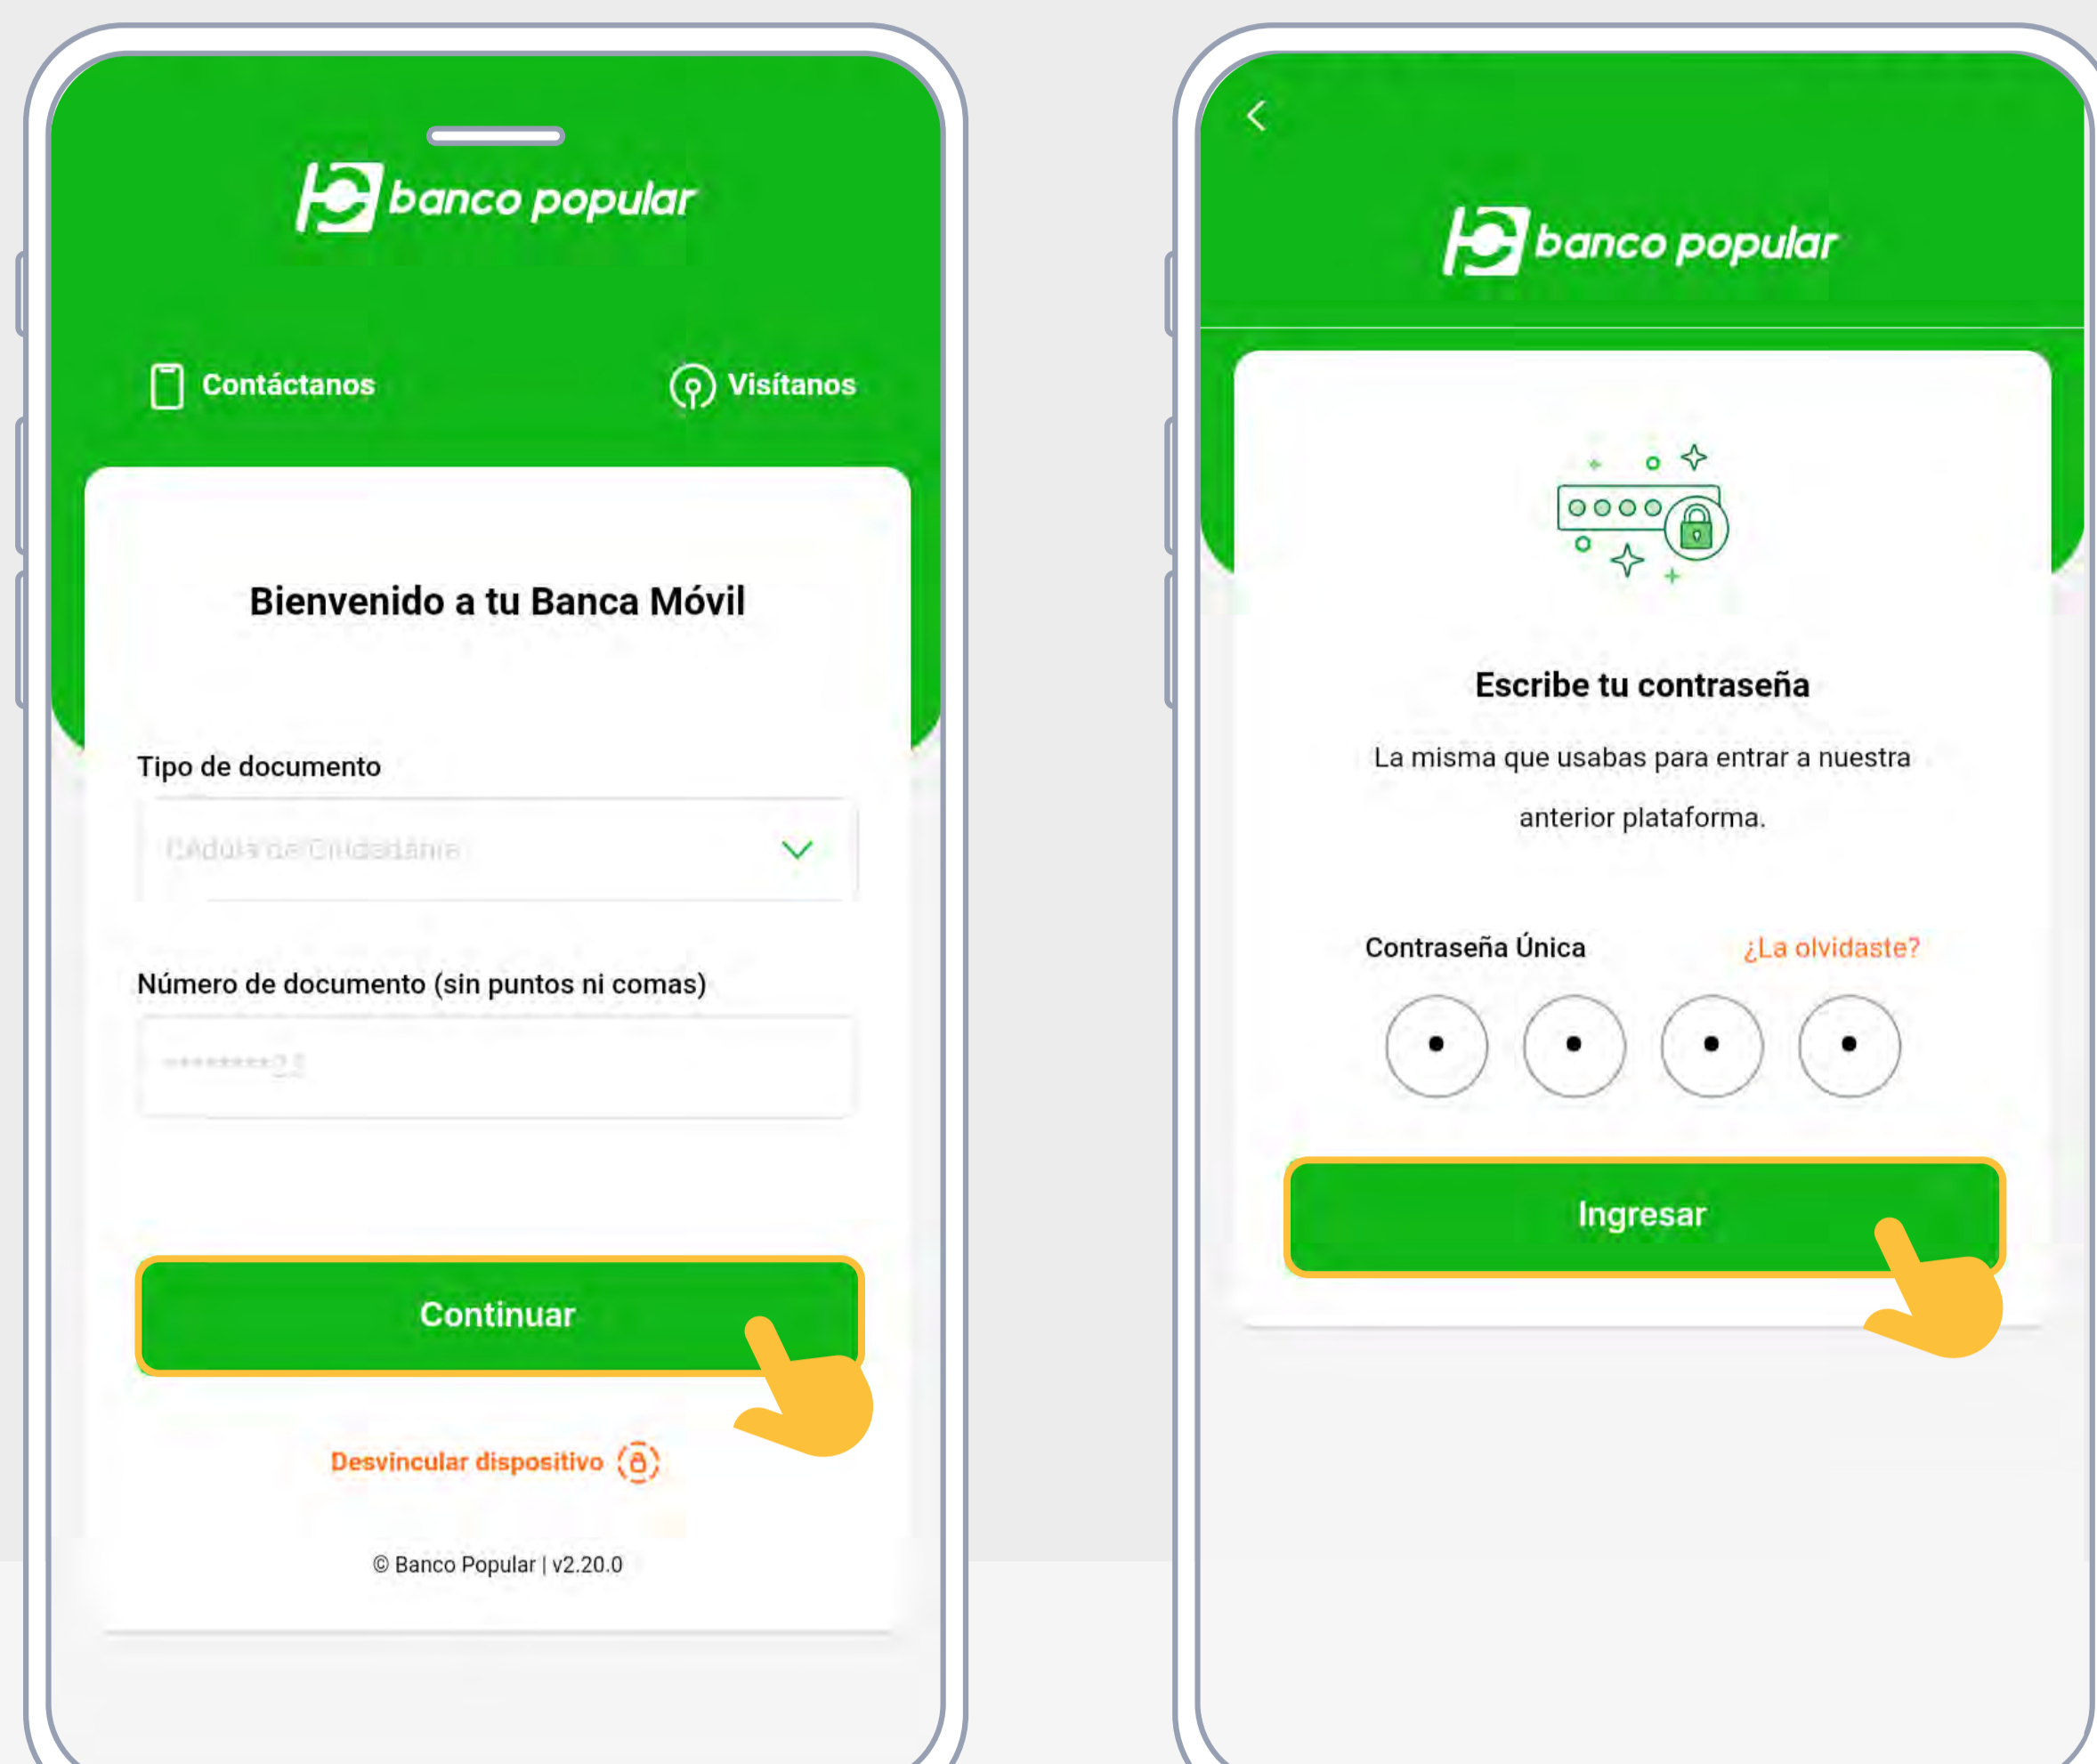 banco popular
Contáctanos
Visítanos
Bienvenido a tu Banca Móvil
Tipo de documento
Número de documento (sin puntos ni comas)
Continuar
Desvincular dispositivo
© Banco Popular | v2.20.0
banco popular
Escribe tu contraseña
La misma que usabas para entrar a nuestra
anterior plataforma.
Contraseña Única
¿La olvidaste?
Ingresar